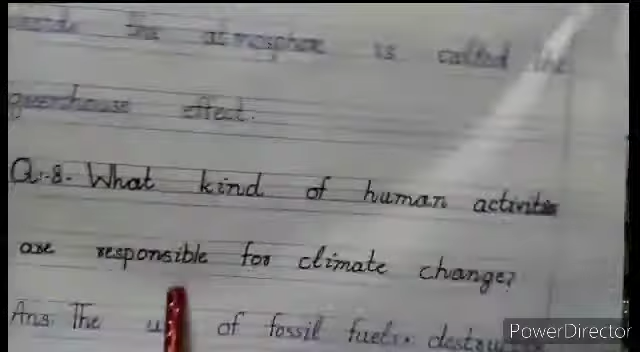 the atmosphere is called the
greenhouse effect.
Q.-8- What kind of human activities
are responsible for climate change?
Ans. The of fossil fuels,
PowerDirector